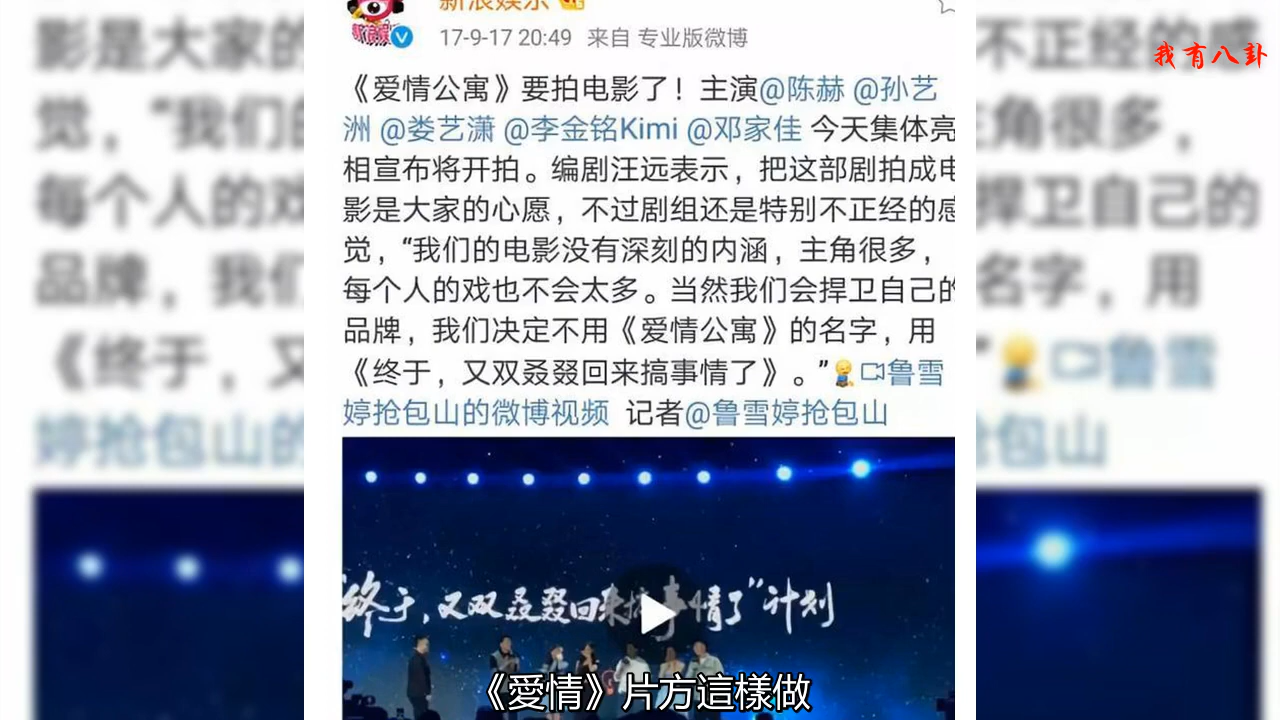 新浪娱乐
17-9-17 20:49 来自 专业版微博
我有八卦
《爱情公寓》要拍电影了！主演@陈赫 @孙艺
洲 @娄艺潇 @李金铭Kimi @邓家佳 今天集体亮
相宣布将开拍。编剧汪远表示，把这部剧拍成电
影是大家的心愿，不过剧组还是特别不正经的感
觉，“我们的电影没有深刻的内涵，主角很多，
每个人的戏也不会太多。当然我们会捍卫自己的
品牌，我们决定不用《爱情公寓》的名字，用
《终于，又双叒叕回来搞事情了》。”鲁雪
婷抢包山的微博视频 记者@鲁雪婷抢包山
终于，又双叒叕回来搞事情了”计划
《愛情》片方這樣做